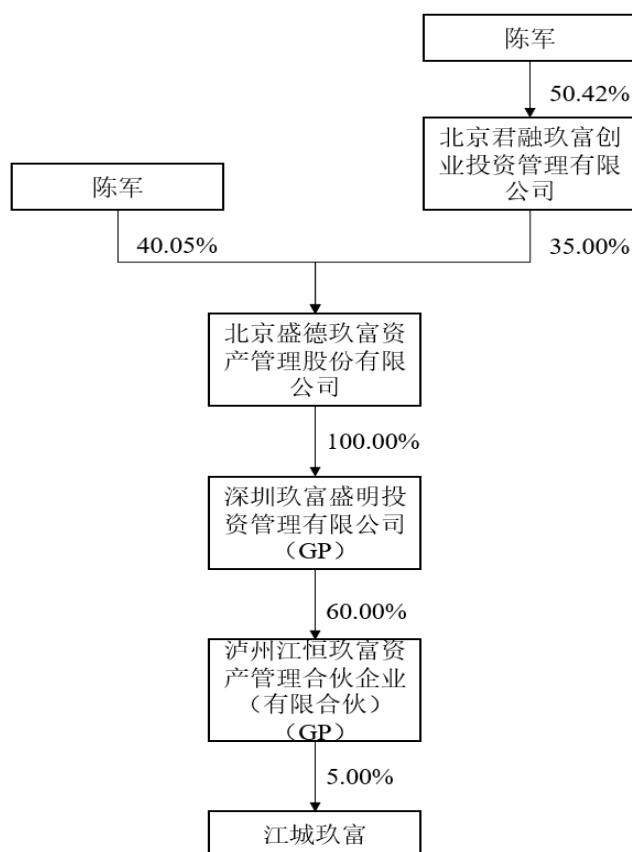 陈军
50.42%
北京君融玖富创
业投资管理有限
公司
陈军
40.05%
35.00%
北京盛德玖富资
产管理股份有限
公司
100.00%
深圳玖富盛明投
资管理有限公司
（GP）
60.00%
泸州江恒玖富资
产管理合伙企业
（有限合伙）
（GP）
5.00%
江城玖富